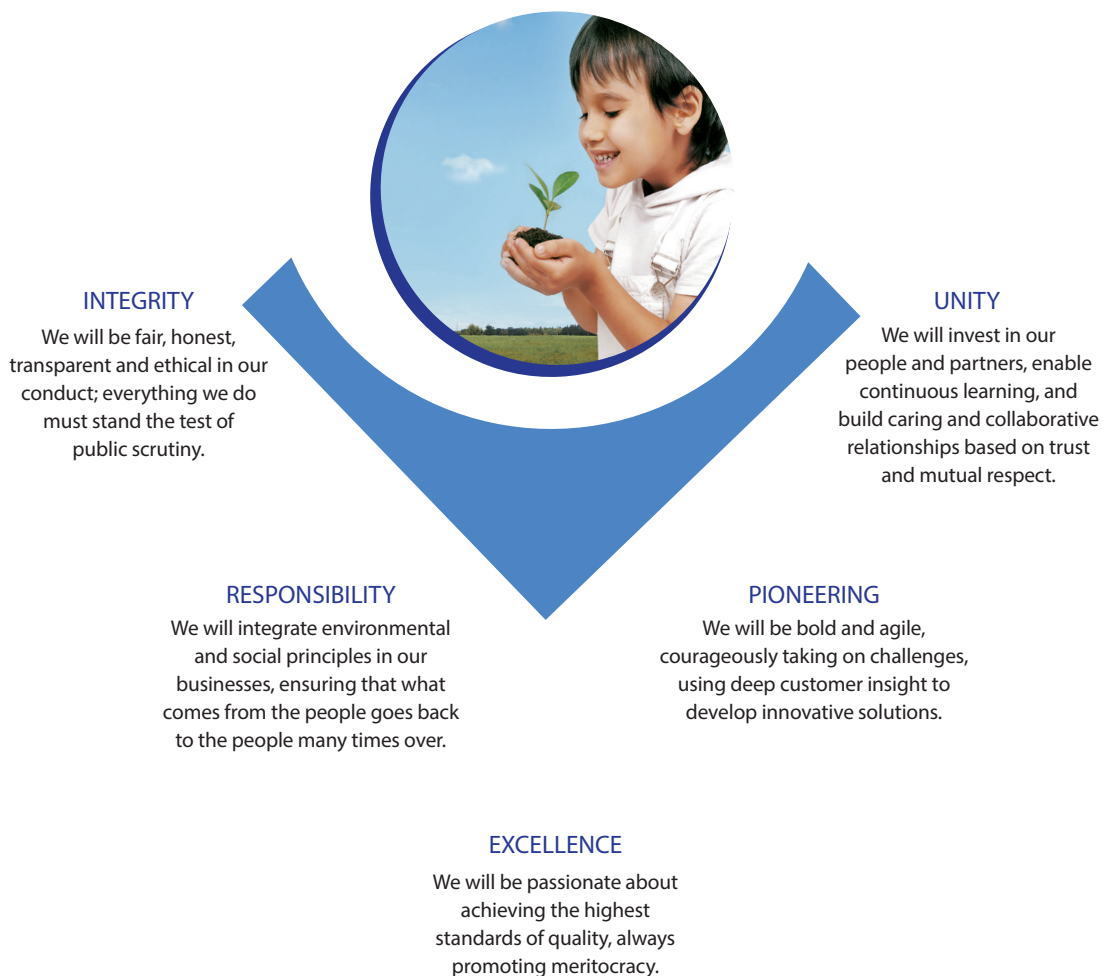 INTEGRITY
We will be fair, honest,
transparent and ethical in our
conduct; everything we do
must stand the test of
public scrutiny.
UNITY
We will invest in our
people and partners, enable
continuous learning, and
build caring and collaborative
relationships based on trust
and mutual respect.
RESPONSIBILITY
We will integrate environmental
and social principles in our
businesses, ensuring that what
comes from the people goes back
to the people many times over.
PIONEERING
We will be bold and agile,
courageously taking on challenges,
using deep customer insight to
develop innovative solutions.
EXCELLENCE
We will be passionate about
achieving the highest
standards of quality, always
promoting meritocracy.